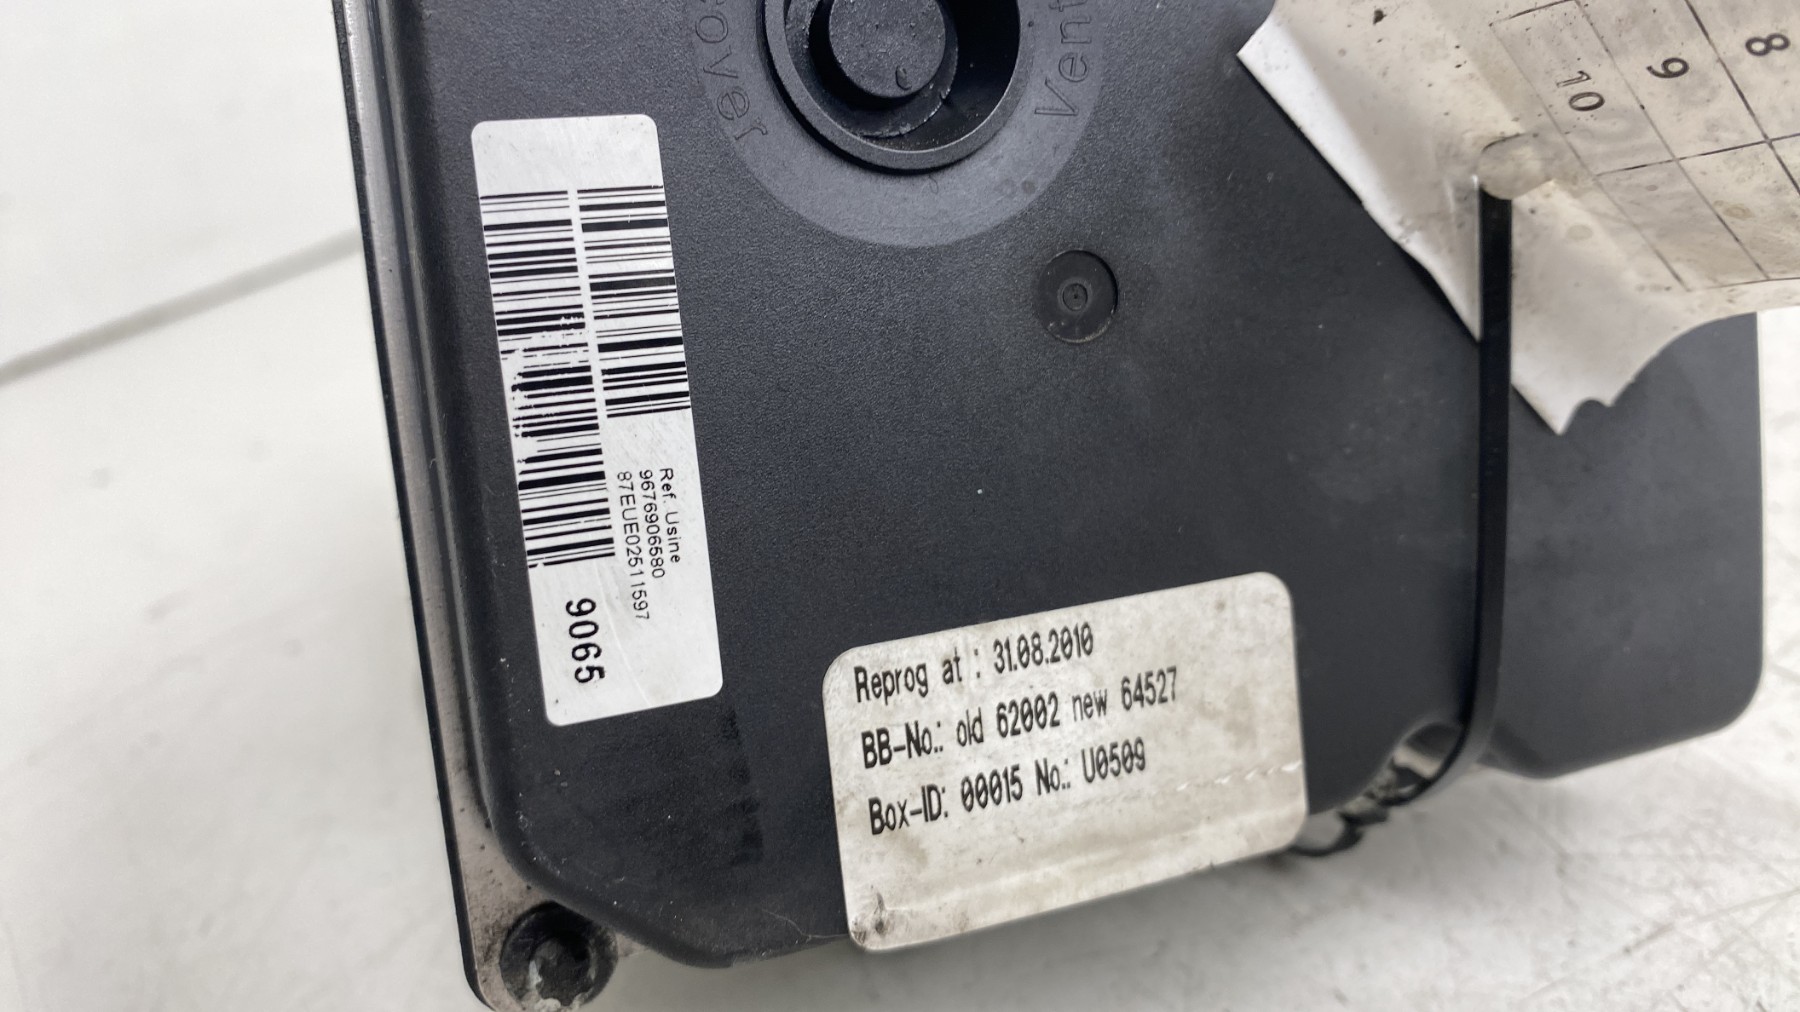 cover
Vent
10
9
8
Ref. Usine
9676906580
87EUE02511597
9065
Reprog at : 31.08.2010
BB-No.: old 62002 new 64527
Box-ID: 00015 No.: U0509